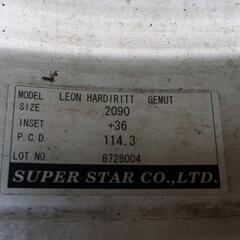 MODEL LEON HARDIRITT GEMUT
SIZE 2090
INSET +36
P.C.D. 114.3
LOT NO. 8728004
SUPER STAR CO.,LTD.